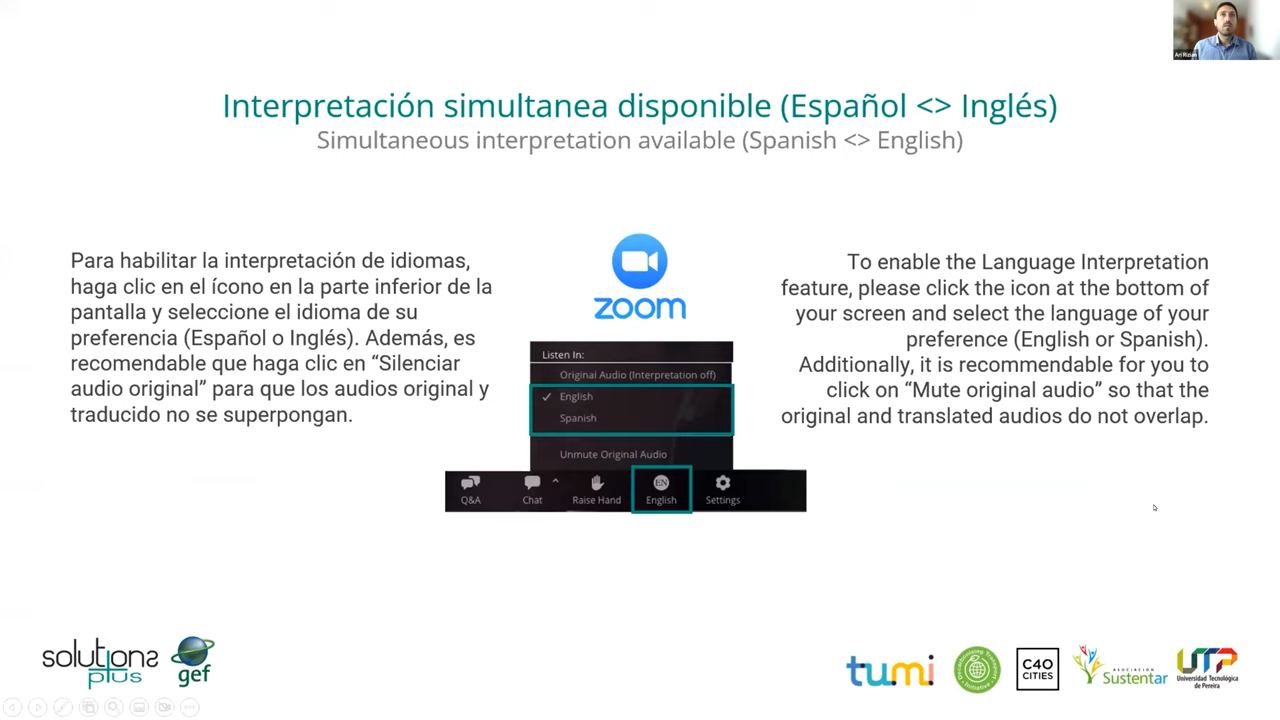 Ari Rizian
Interpretación simultanea disponible (Español <> Inglés)
Simultaneous interpretation available (Spanish <> English)
Para habilitar la interpretación de idiomas,
haga clic en el ícono en la parte inferior de la
pantalla y seleccione el idioma de su
preferencia (Español o Inglés). Además, es
recomendable que haga clic en “Silenciar
audio original” para que los audios original y
traducido no se superpongan.
zoom
Listen In:
Original Audio (Interpretation off)
✓ English
Spanish
Unmute Original Audio
Q&A
Chat
Raise Hand
EN
English
Settings
To enable the Language Interpretation
feature, please click the icon at the bottom of
your screen and select the language of your
preference (English or Spanish).
Additionally, it is recommendable for you to
click on “Mute original audio” so that the
original and translated audios do not overlap.
solutions
plus
gef
tumi
C40
CITIES
ASOCIACIÓN
Sustentar
UTP
Universidad Tecnológica
de Pereira